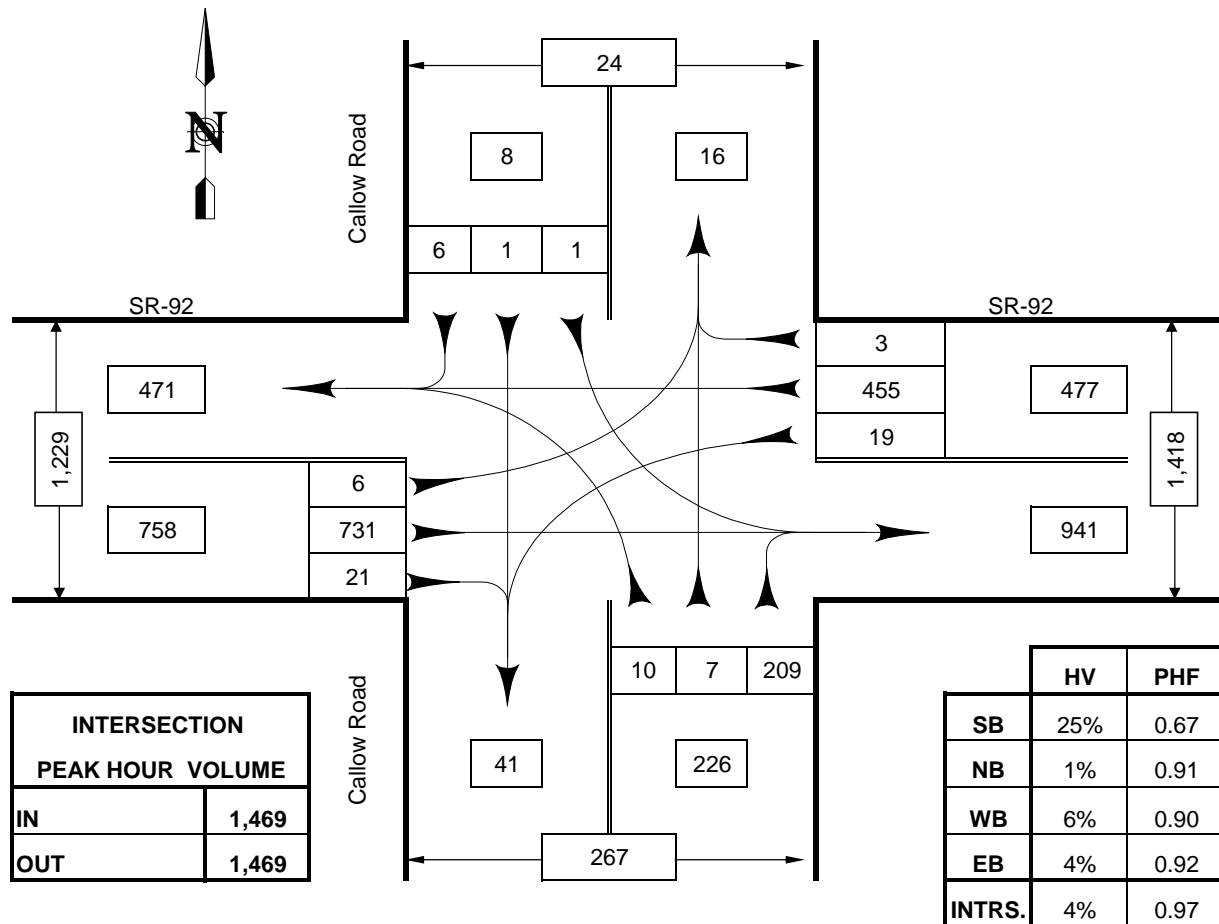 24
N
Callow Road
8 16
6 1 1
SR-92 SR-92
3
471 455 477
19
1,229 1,418
6
758 731 941
21
10 7 209
INTERSECTION
PEAK HOUR VOLUME
IN 1,469
OUT 1,469
Callow Road
41 226
267
HV PHF
SB 25% 0.67
NB 1% 0.91
WB 6% 0.90
EB 4% 0.92
INTRS. 4% 0.97